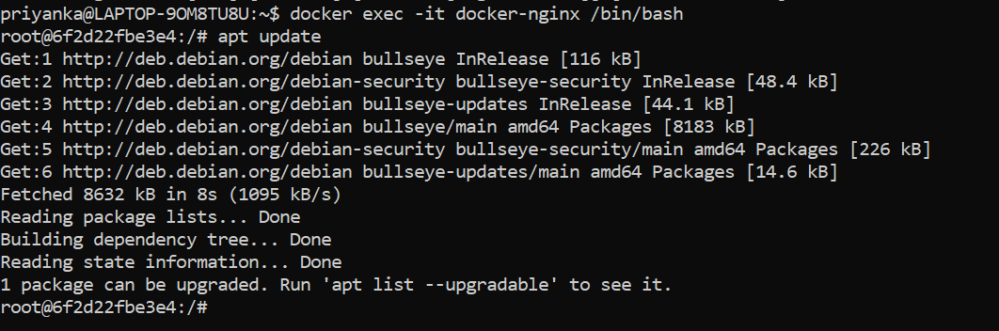 priyanka@LAPTOP-9OM8TU8U:~$ docker exec -it docker-nginx /bin/bash
root@6f2d22fbe3e4:/# apt update
Get:1 http://deb.debian.org/debian bullseye InRelease [116 kB]
Get:2 http://deb.debian.org/debian-security bullseye-security InRelease [48.4 kB]
Get:3 http://deb.debian.org/debian bullseye-updates InRelease [44.1 kB]
Get:4 http://deb.debian.org/debian bullseye/main amd64 Packages [8183 kB]
Get:5 http://deb.debian.org/debian-security bullseye-security/main amd64 Packages [226 kB]
Get:6 http://deb.debian.org/debian bullseye-updates/main amd64 Packages [14.6 kB]
Fetched 8632 kB in 8s (1095 kB/s)
Reading package lists... Done
Building dependency tree... Done
Reading state information... Done
1 package can be upgraded. Run 'apt list --upgradable' to see it.
root@6f2d22fbe3e4:/#